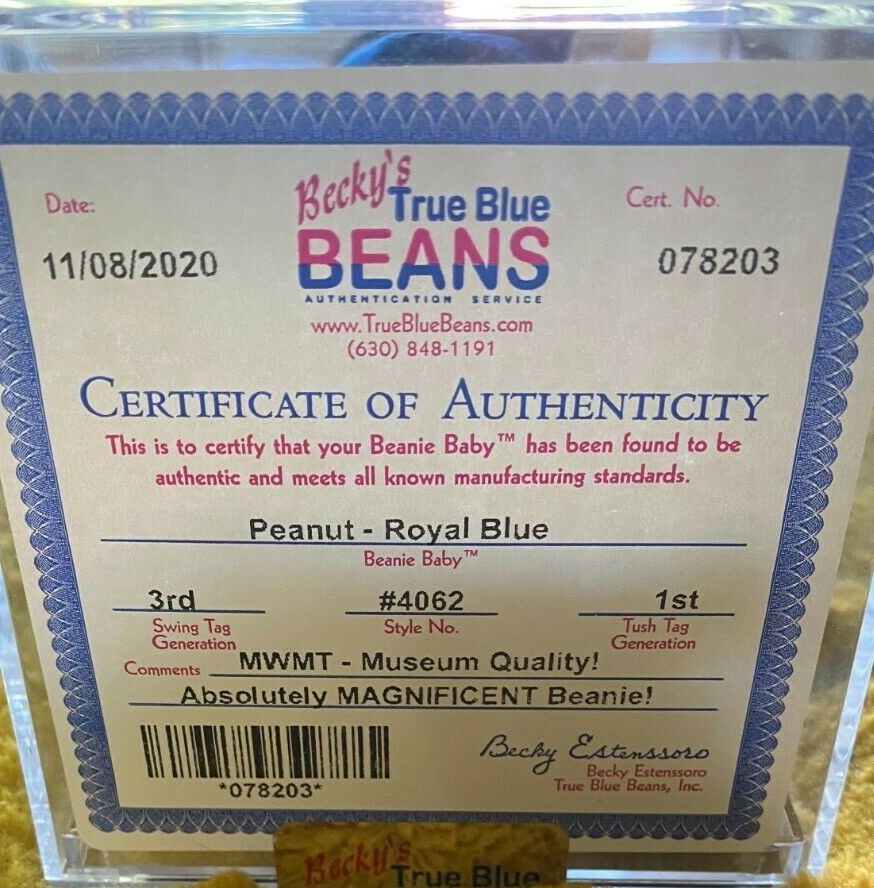 Becky's
True Blue
BEANS
AUTHENTICATION SERVICE
www.TrueBlueBeans.com
(630) 848-1191
Date:
11/08/2020
Cert. No.
078203
CERTIFICATE OF AUTHENTICITY
This is to certify that your Beanie Baby™ has been found to be
authentic and meets all known manufacturing standards.
Peanut - Royal Blue
Beanie Baby™
3rd #4062 1st
Swing Tag Style No. Tush Tag
Generation Generation
Comments MWMT - Museum Quality!
Absolutely MAGNIFICENT Beanie!
*078203*
Becky Estenssoro
Becky Estenssoro
True Blue Beans, Inc.
Becky's
True Blue